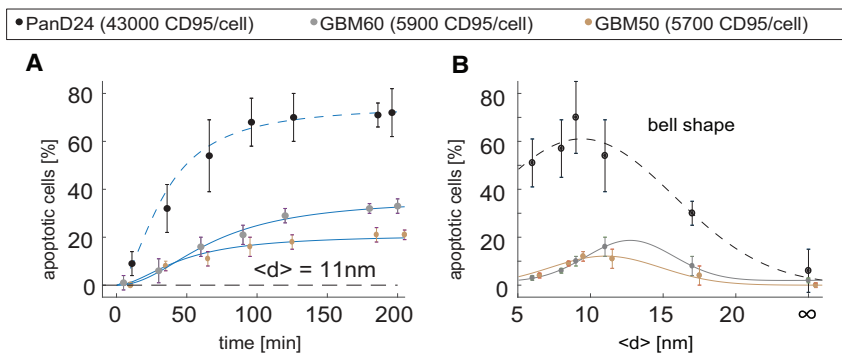 PanD24 (43000 CD95/cell) GBM60 (5900 CD95/cell) GBM50 (5700 CD95/cell)
A
apoptotic cells [%]
80
60
40
20
0
<d> = 11nm
0 50 100 150 200
time [min]
B
apoptotic cells [%]
80
60
40
20
0
bell shape
5 10 15 20 ∞
<d> [nm]